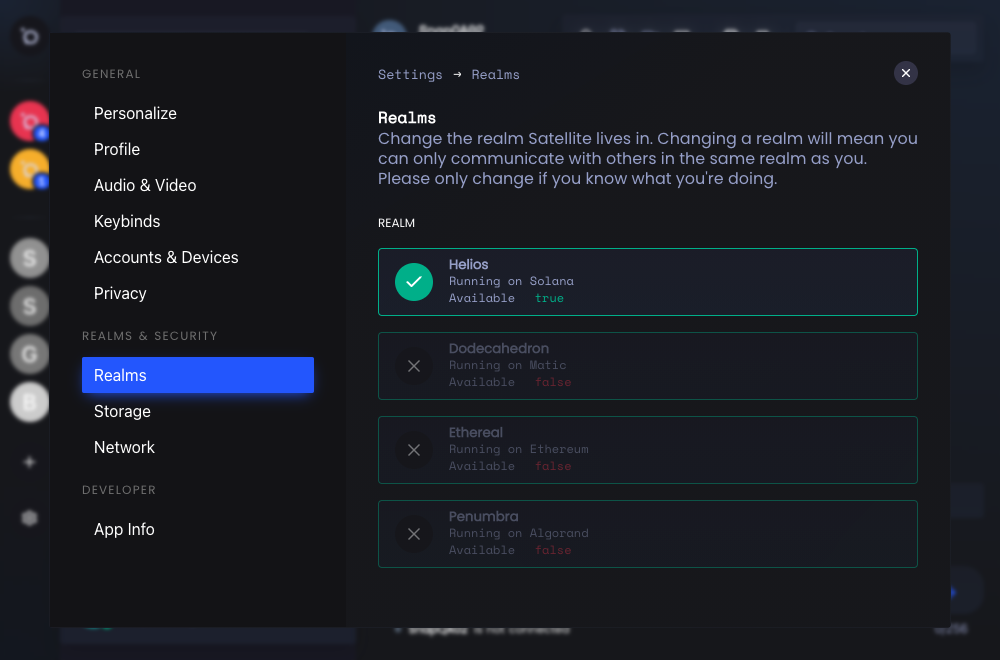 GENERAL
Personalize
Profile
Audio & Video
Keybinds
Accounts & Devices
Privacy
REALMS & SECURITY
Realms
Storage
Network
DEVELOPER
App Info
Settings → Realms
Realms
Change the realm Satellite lives in. Changing a realm will mean you
can only communicate with others in the same realm as you.
Please only change if you know what you're doing.
REALM
Helios
Running on Solana
Available true
Dodecahedron
Running on Matic
Available false
Ethereal
Running on Ethereum
Available false
Penumbra
Running on Algorand
Available false
S
S
G
B
is not connected